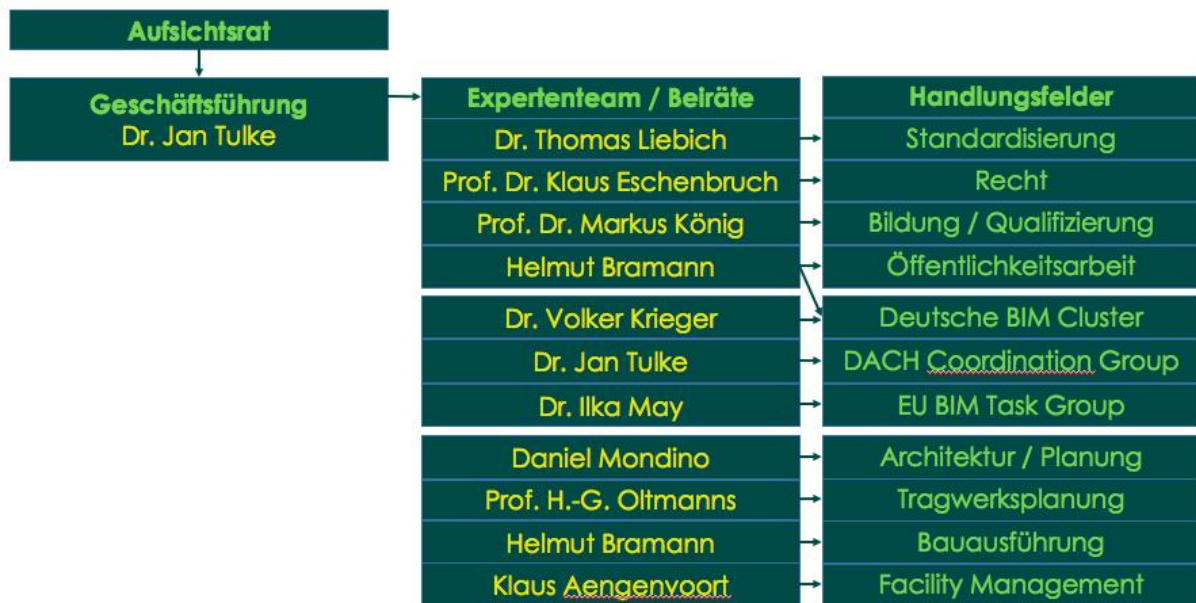 Aufsichtsrat
Geschäftsführung
Dr. Jan Tulke
Expertenteam / Beiräte
Dr. Thomas Liebich
Prof. Dr. Klaus Eschenbruch
Prof. Dr. Markus König
Helmut Bramann
Dr. Volker Krieger
Dr. Jan Tulke
Dr. Ilka May
Daniel Mondino
Prof. H.-G. Oltmanns
Helmut Bramann
Klaus Aengenvoort
Handlungsfelder
Standardisierung
Recht
Bildung / Qualifizierung
Öffentlichkeitsarbeit
Deutsche BIM Cluster
DACH Coordination Group
EU BIM Task Group
Architektur / Planung
Tragwerksplanung
Bauausführung
Facility Management